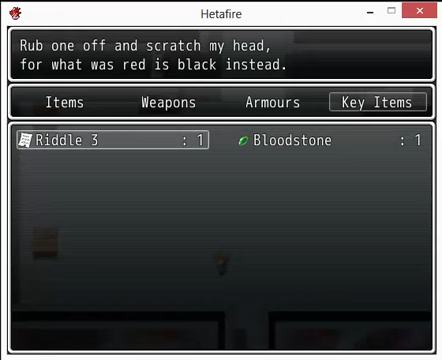 Hetafire
Rub one off and scratch my head,
for what was red is black instead.
Items Weapons Armours Key Items
Riddle 3 : 1 Bloodstone : 1